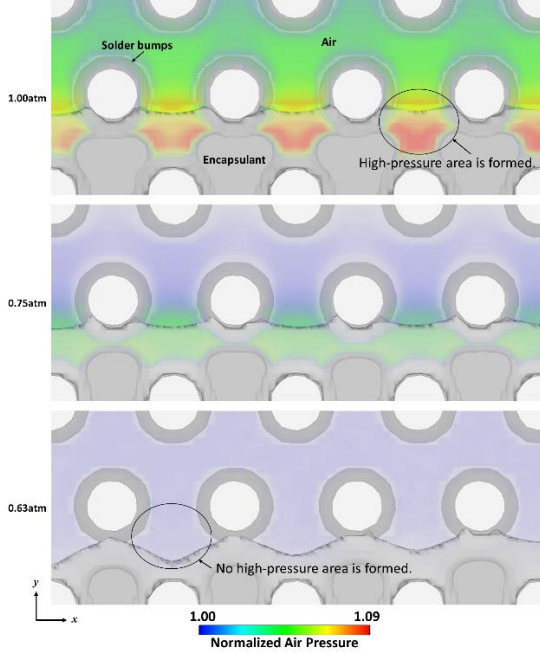 Solder bumps
Air
1.00atm
Encapsulant
High-pressure area is formed.
0.75atm
0.63atm
No high-pressure area is formed.
y
x
1.00
1.09
Normalized Air Pressure